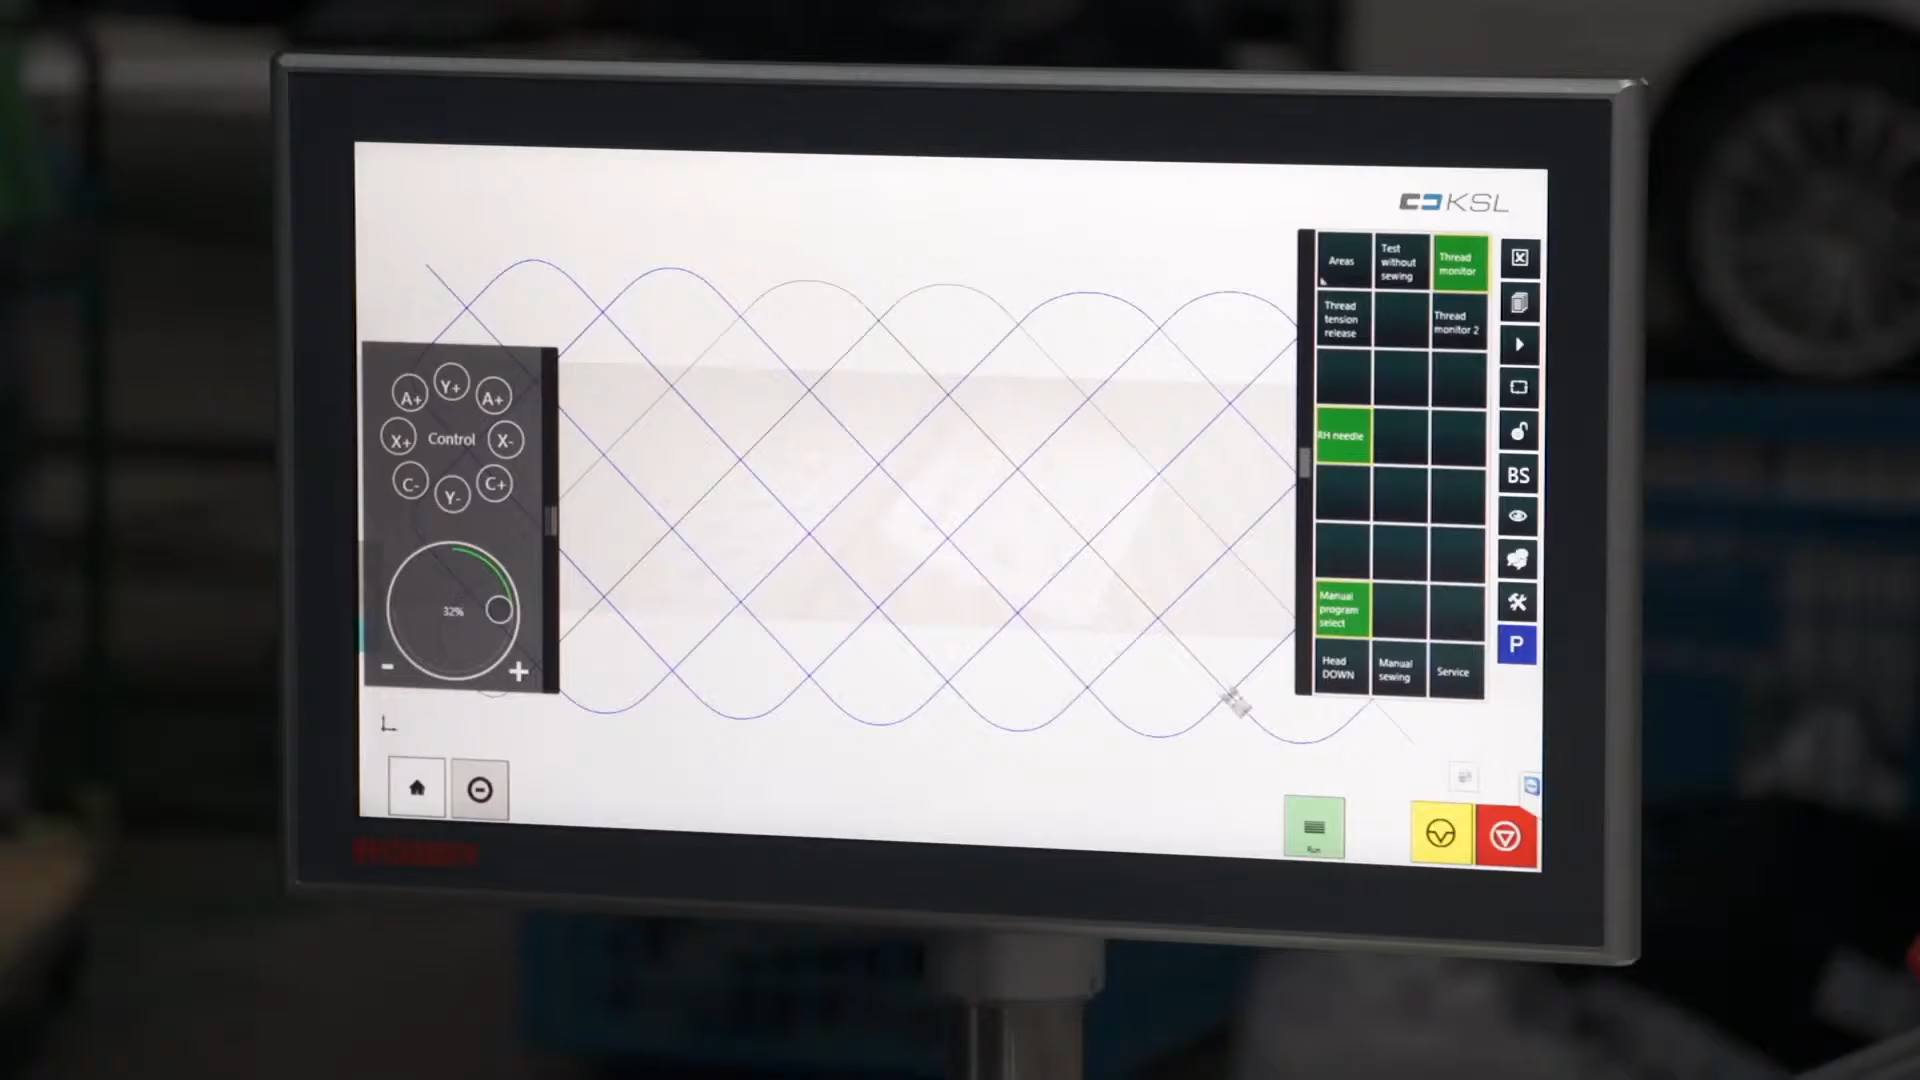 KSL
Areas
Test
without
sewing
Thread
monitor
Thread
tension
release
Thread
monitor 2
A+
Y+
A+
X+
Control
X-
C-
Y-
C+
RH needle
BS
32%
-
+
Manual
program
select
P
Head
DOWN
Manual
sewing
Service
Run